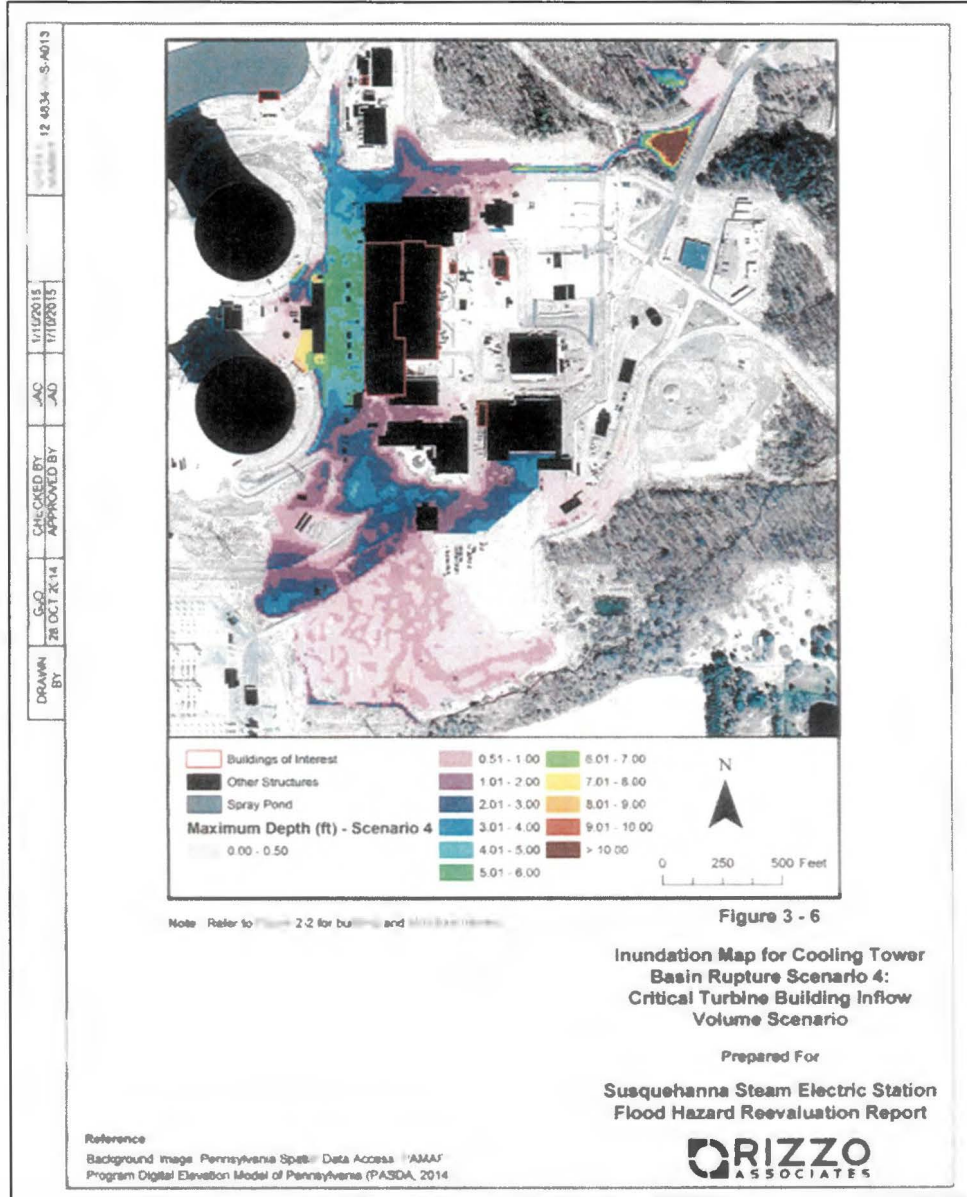 12 4834 S-A013
CHECKED BY JAC 1/10/2015
APPROVED BY JAD 1/10/2015
DRAWN BY 28 OCT 2014
Buildings of Interest
Other Structures
Spray Pond
Maximum Depth (ft) - Scenario 4
0.00 - 0.50
0.51 - 1.00
1.01 - 2.00
2.01 - 3.00
3.01 - 4.00
4.01 - 5.00
5.01 - 6.00
6.01 - 7.00
7.01 - 8.00
8.01 - 9.00
9.01 - 10.00
> 10.00
N
0 250 500 Feet
Note Refer to 2-2 for and
Figure 3 - 6
Inundation Map for Cooling Tower
Basin Rupture Scenario 4:
Critical Turbine Building Inflow
Volume Scenario
Prepared For
Susquehanna Steam Electric Station
Flood Hazard Reevaluation Report
RIZZO
ASSOCIATES
Reference
Background Image Pennsylvania Spatial Data Access
Program Digital Elevation Model of Pennsylvania (PASDA, 2014